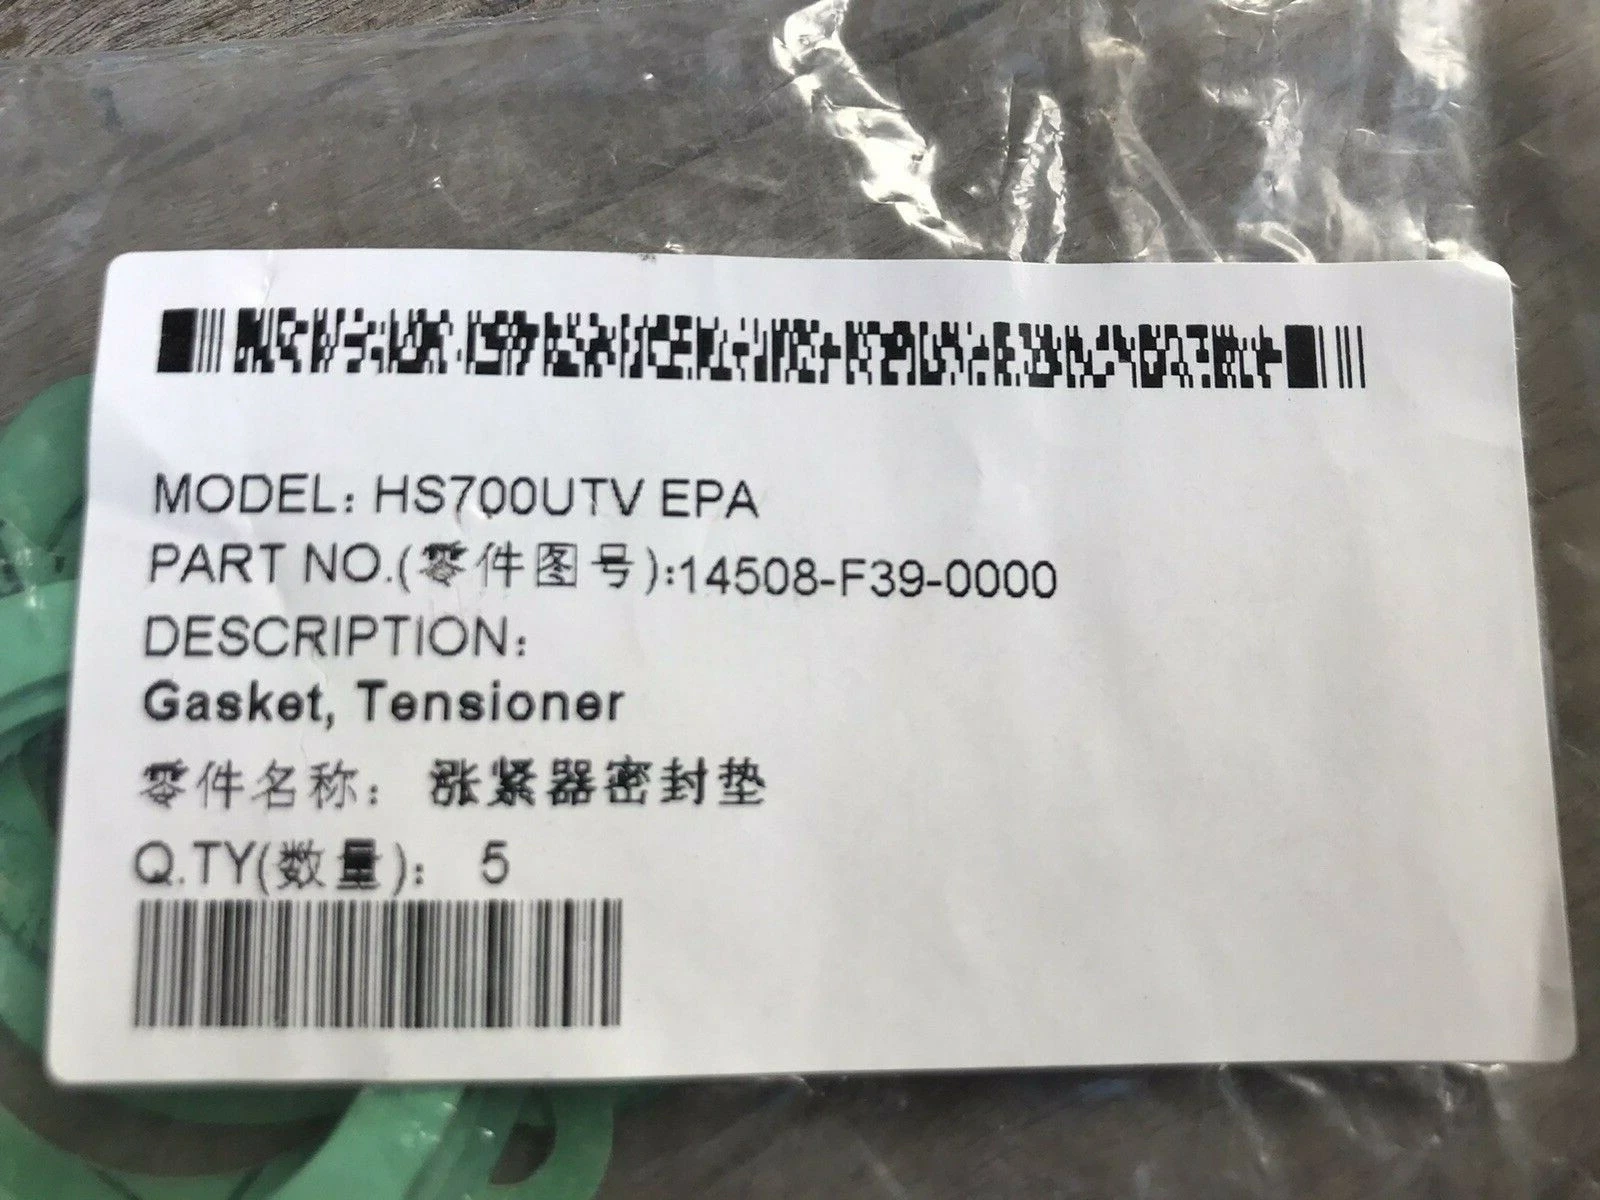 MODEL: HS700UTV EPA
PART NO.(零件图号):14508-F39-0000
DESCRIPTION:
Gasket, Tensioner
零件名称: 涨紧器密封垫
Q.TY(数量): 5